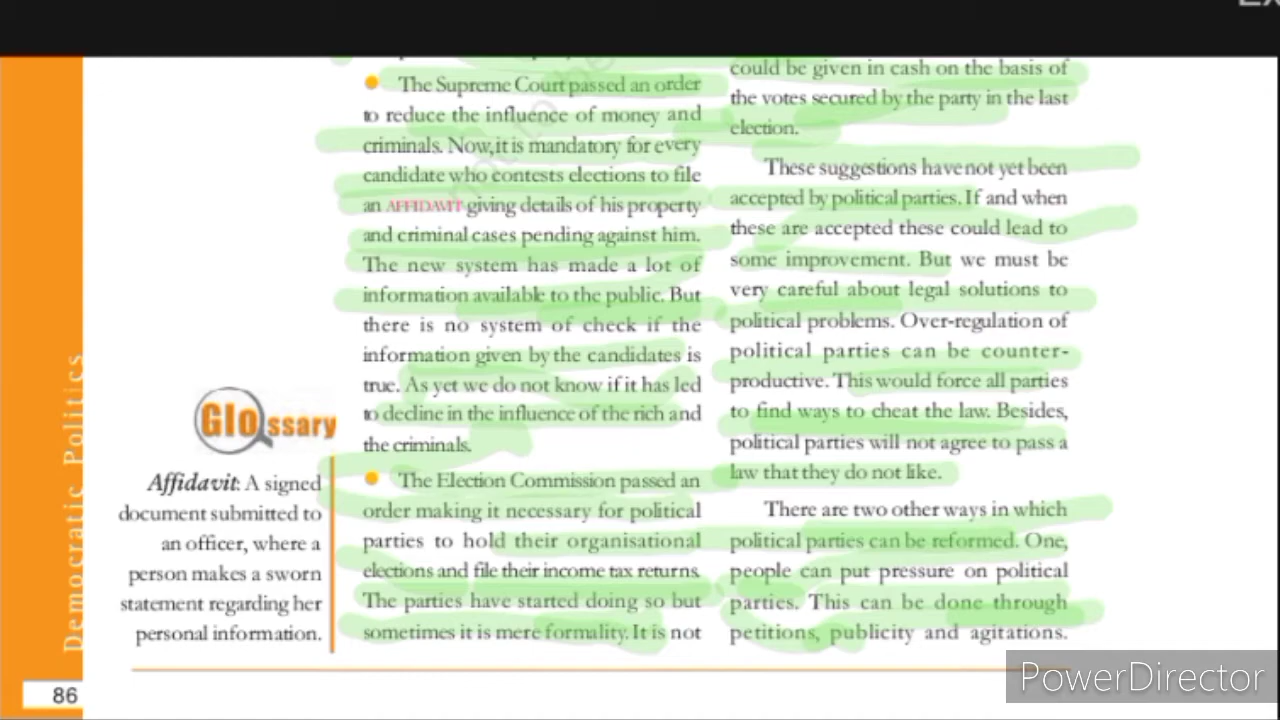 The Supreme Court passed an order
to reduce the influence of money and
criminals. Now, it is mandatory for every
candidate who contests elections to file
an AFFIDAVIT giving details of his property
and criminal cases pending against him.
The new system has made a lot of
information available to the public. But
there is no system of check if the
information given by the candidates is
true. As yet we do not know if it has led
to decline in the influence of the rich and
the criminals.
The Election Commission passed an
order making it necessary for political
parties to hold their organisational
elections and file their income tax returns.
The parties have started doing so but
sometimes it is mere formality. It is not
could be given in cash on the basis of
the votes secured by the party in the last
election.
These suggestions have not yet been
accepted by political parties. If and when
these are accepted these could lead to
some improvement. But we must be
very careful about legal solutions to
political problems. Over-regulation of
political parties can be counter-
productive. This would force all parties
to find ways to cheat the law. Besides,
political parties will not agree to pass a
law that they do not like.
There are two other ways in which
political parties can be reformed. One,
people can put pressure on political
parties. This can be done through
petitions, publicity and agitations.
Glossary
Affidavit: A signed
document submitted to
an officer, where a
person makes a sworn
statement regarding her
personal information.
Democratic Politics
86
PowerDirector